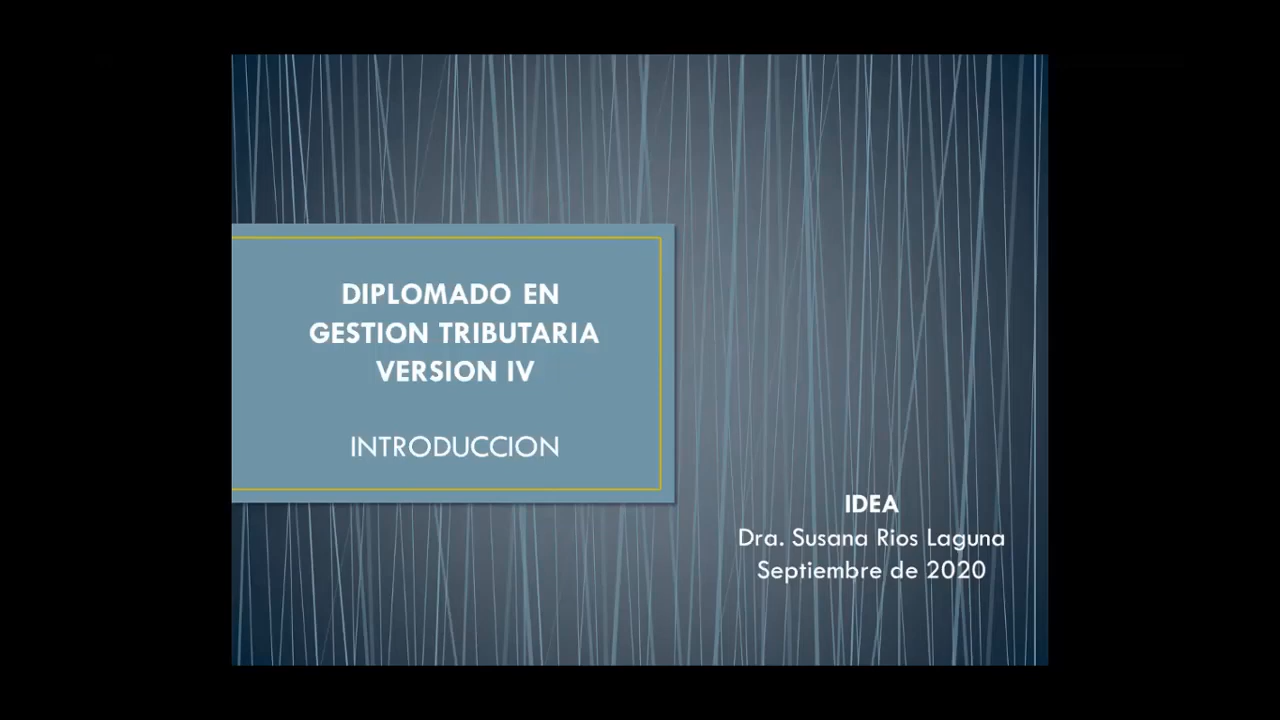 DIPLOMADO EN
GESTION TRIBUTARIA
VERSION IV
INTRODUCCION
IDEA
Dra. Susana Rios Laguna
Septiembre de 2020